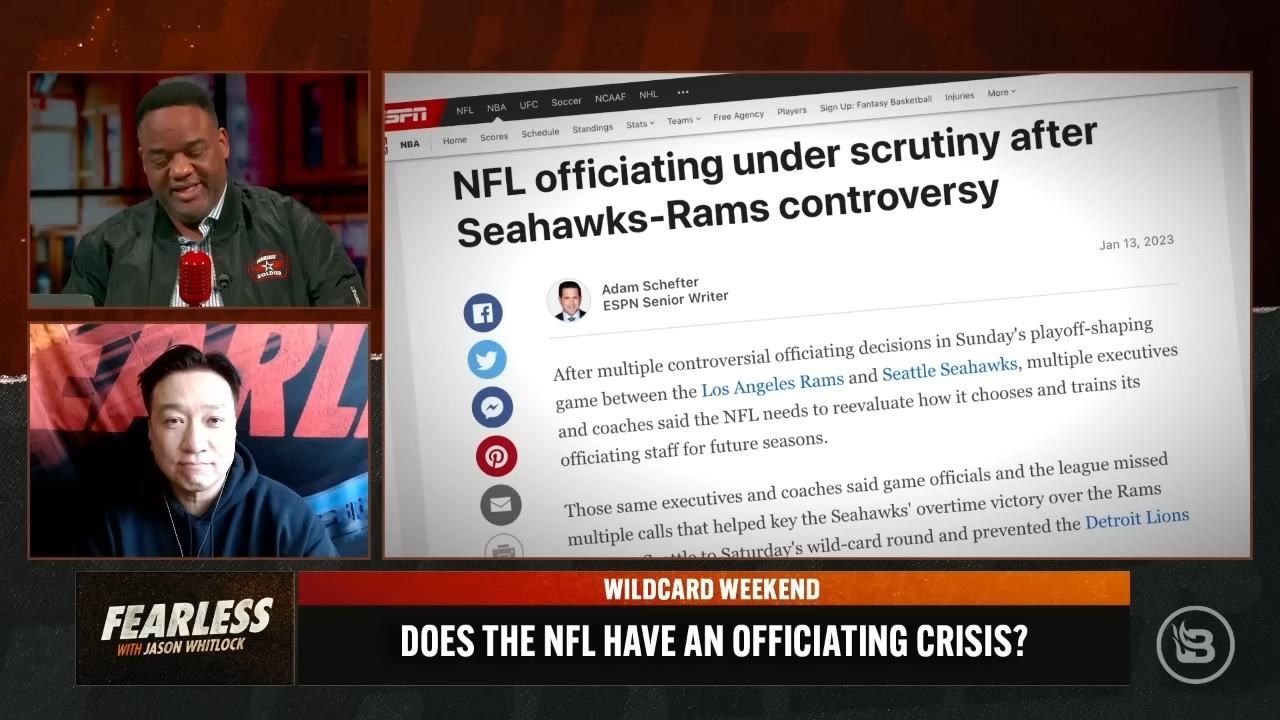 ESPN
NFL NBA UFC Soccer NCAAF NHL •••
NBA Home Scores Schedule Standings Stats Teams Free Agency Players Sign Up: Fantasy Basketball Injuries More
NFL officiating under scrutiny after
Seahawks-Rams controversy
Jan 13, 2023
Adam Schefter
ESPN Senior Writer
After multiple controversial officiating decisions in Sunday's playoff-shaping
game between the Los Angeles Rams and Seattle Seahawks, multiple executives
and coaches said the NFL needs to reevaluate how it chooses and trains its
officiating staff for future seasons.
Those same executives and coaches said game officials and the league missed
multiple calls that helped key the Seahawks' overtime victory over the Rams
to Saturday's wild-card round and prevented the Detroit Lions
FEARLESS
SOLDIER
WILDCARD WEEKEND
FEARLESS
WITH JASON WHITLOCK
DOES THE NFL HAVE AN OFFICIATING CRISIS?
B